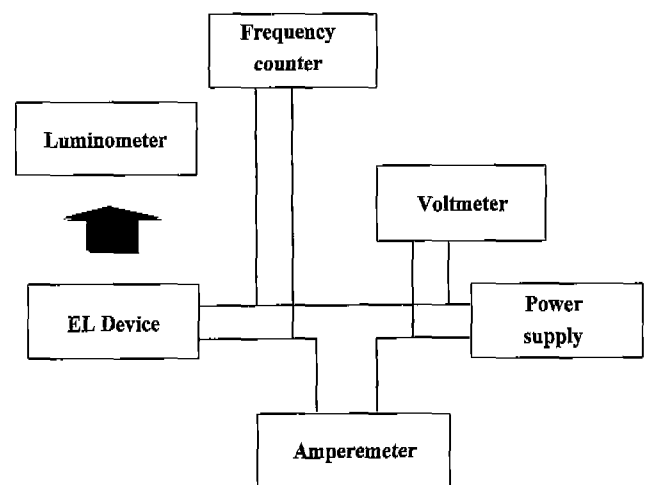 Frequency
counter
Luminometer
Voltmeter
EL Device
Power
supply
Amperemeter